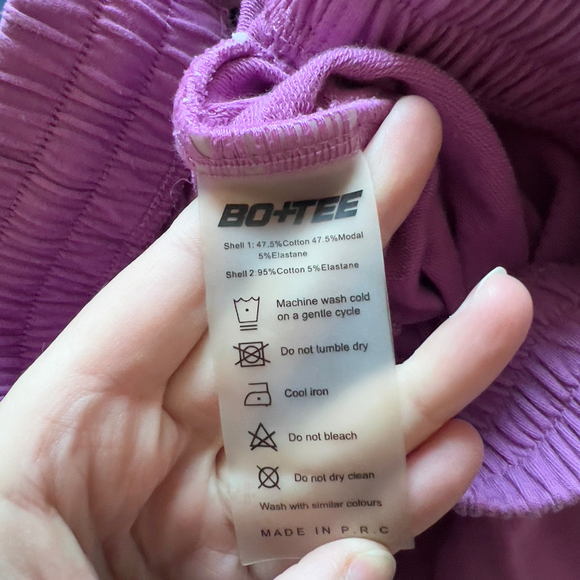 BO+TEE
Shell 1: 47.5%Cotton 47.5%Modal
5%Elastane
Shell 2:95%Cotton 5%Elastane
Machine wash cold
on a gentle cycle
Do not tumble dry
Cool iron
Do not bleach
Do not dry clean
Wash with similar colours
MADE IN P.R.C